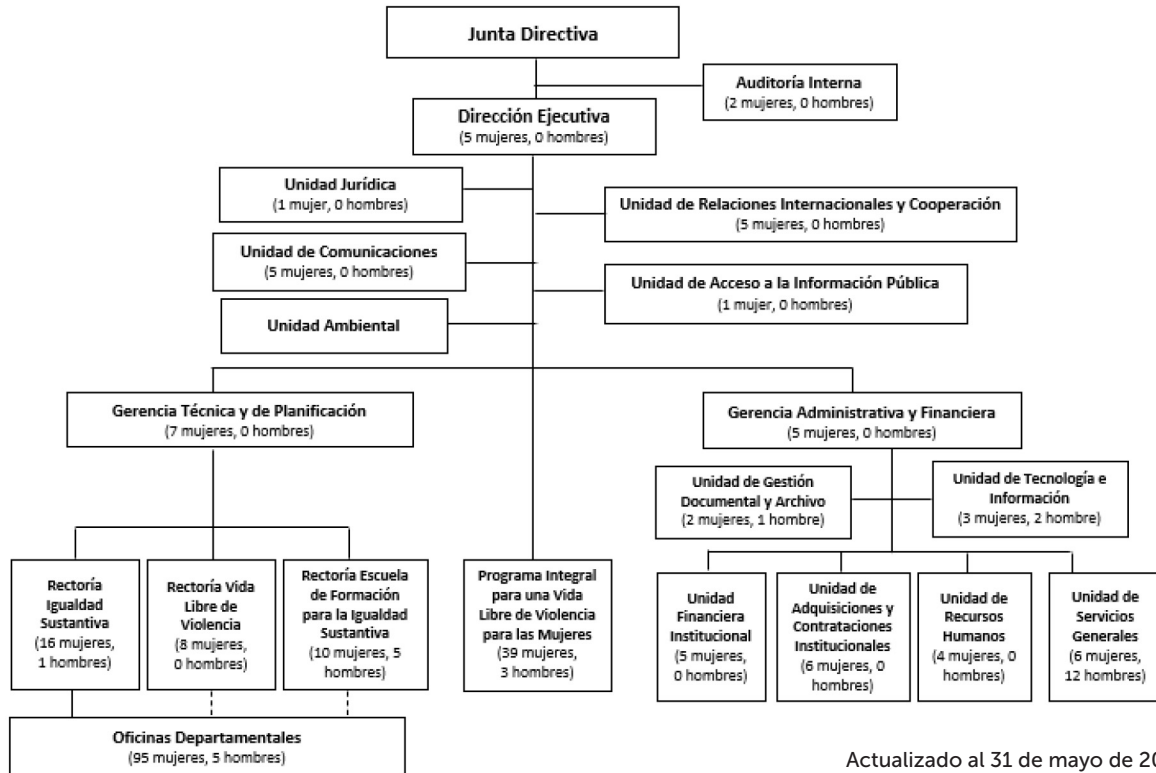 Junta Directiva
Auditoría Interna
(2 mujeres, 0 hombres)
Dirección Ejecutiva
(5 mujeres, 0 hombres)
Unidad Jurídica
(1 mujer, 0 hombres)
Unidad de Relaciones Internacionales y Cooperación
(5 mujeres, 0 hombres)
Unidad de Comunicaciones
(5 mujeres, 0 hombres)
Unidad de Acceso a la Información Pública
(1 mujer, 0 hombres)
Unidad Ambiental
Gerencia Técnica y de Planificación
(7 mujeres, 0 hombres)
Gerencia Administrativa y Financiera
(5 mujeres, 0 hombres)
Unidad de Gestión
Documental y Archivo
(2 mujeres, 1 hombre)
Unidad de Tecnología e
Información
(3 mujeres, 2 hombre)
Rectoría
Igualdad
Sustantiva
(16 mujeres,
1 hombres)
Rectoría Vida
Libre de
Violencia
(8 mujeres,
0 hombres)
Rectoría Escuela
de Formación
para la Igualdad
Sustantiva
(10 mujeres, 5
hombres)
Programa Integral
para una Vida
Libre de Violencia
para las Mujeres
(39 mujeres,
3 hombres)
Unidad
Financiera
Institucional
(5 mujeres,
0 hombres)
Unidad de
Adquisiciones y
Contrataciones
Institucionales
(6 mujeres, 0
hombres)
Unidad de
Recursos
Humanos
(4 mujeres, 0
hombres)
Unidad de
Servicios
Generales
(6 mujeres,
12 hombres)
Oficinas Departamentales
(95 mujeres, 5 hombres)
Actualizado al 31 de mayo de